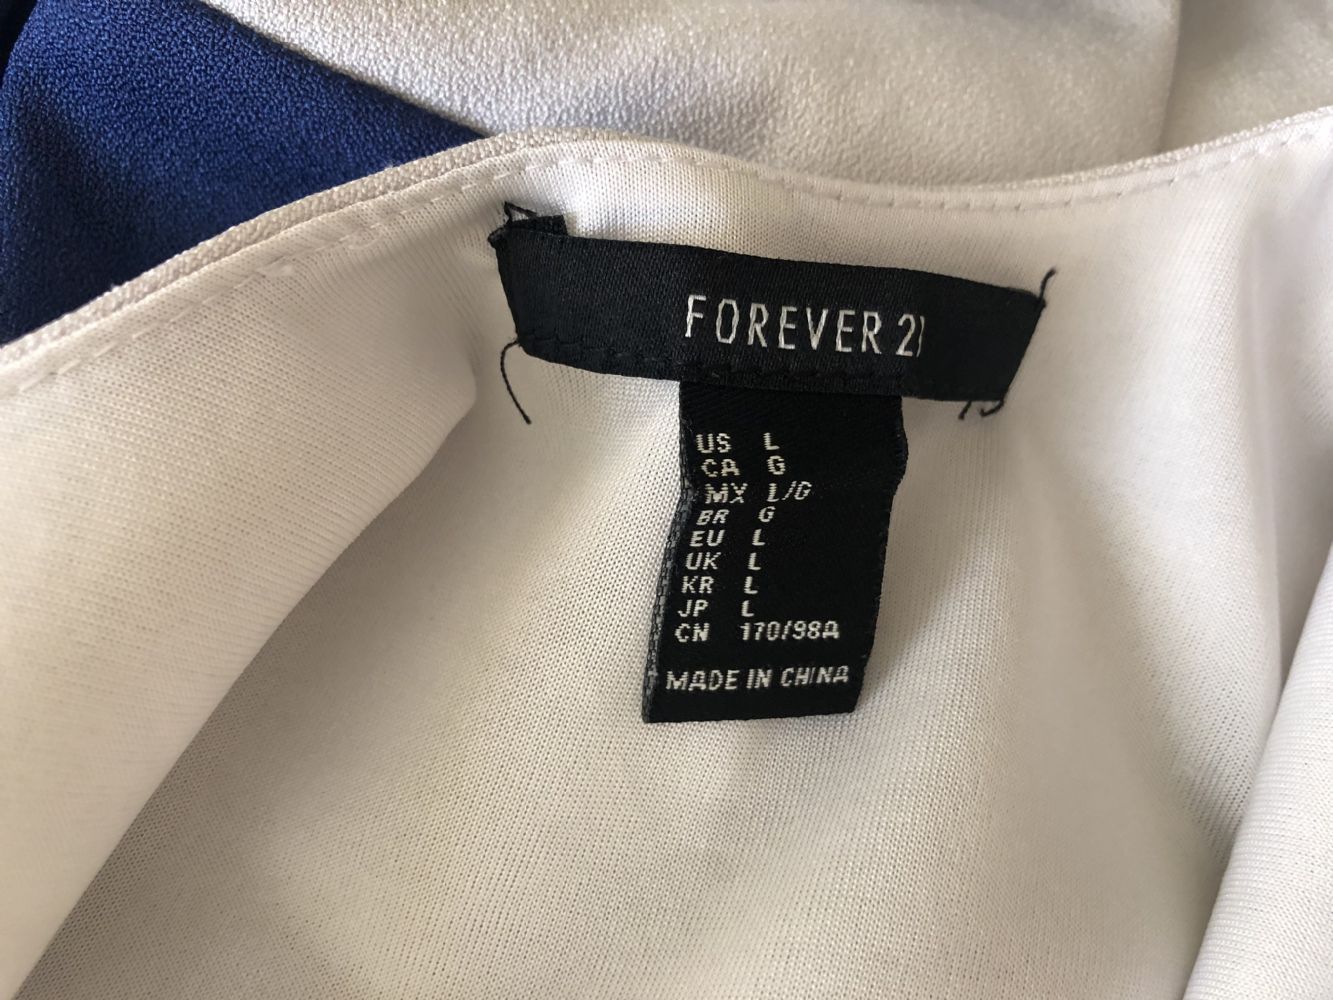 FOREVER 21
US L
CA G
MX L/G
BR G
EU L
UK L
KR L
JP L
CN 170/98A
MADE IN CHINA